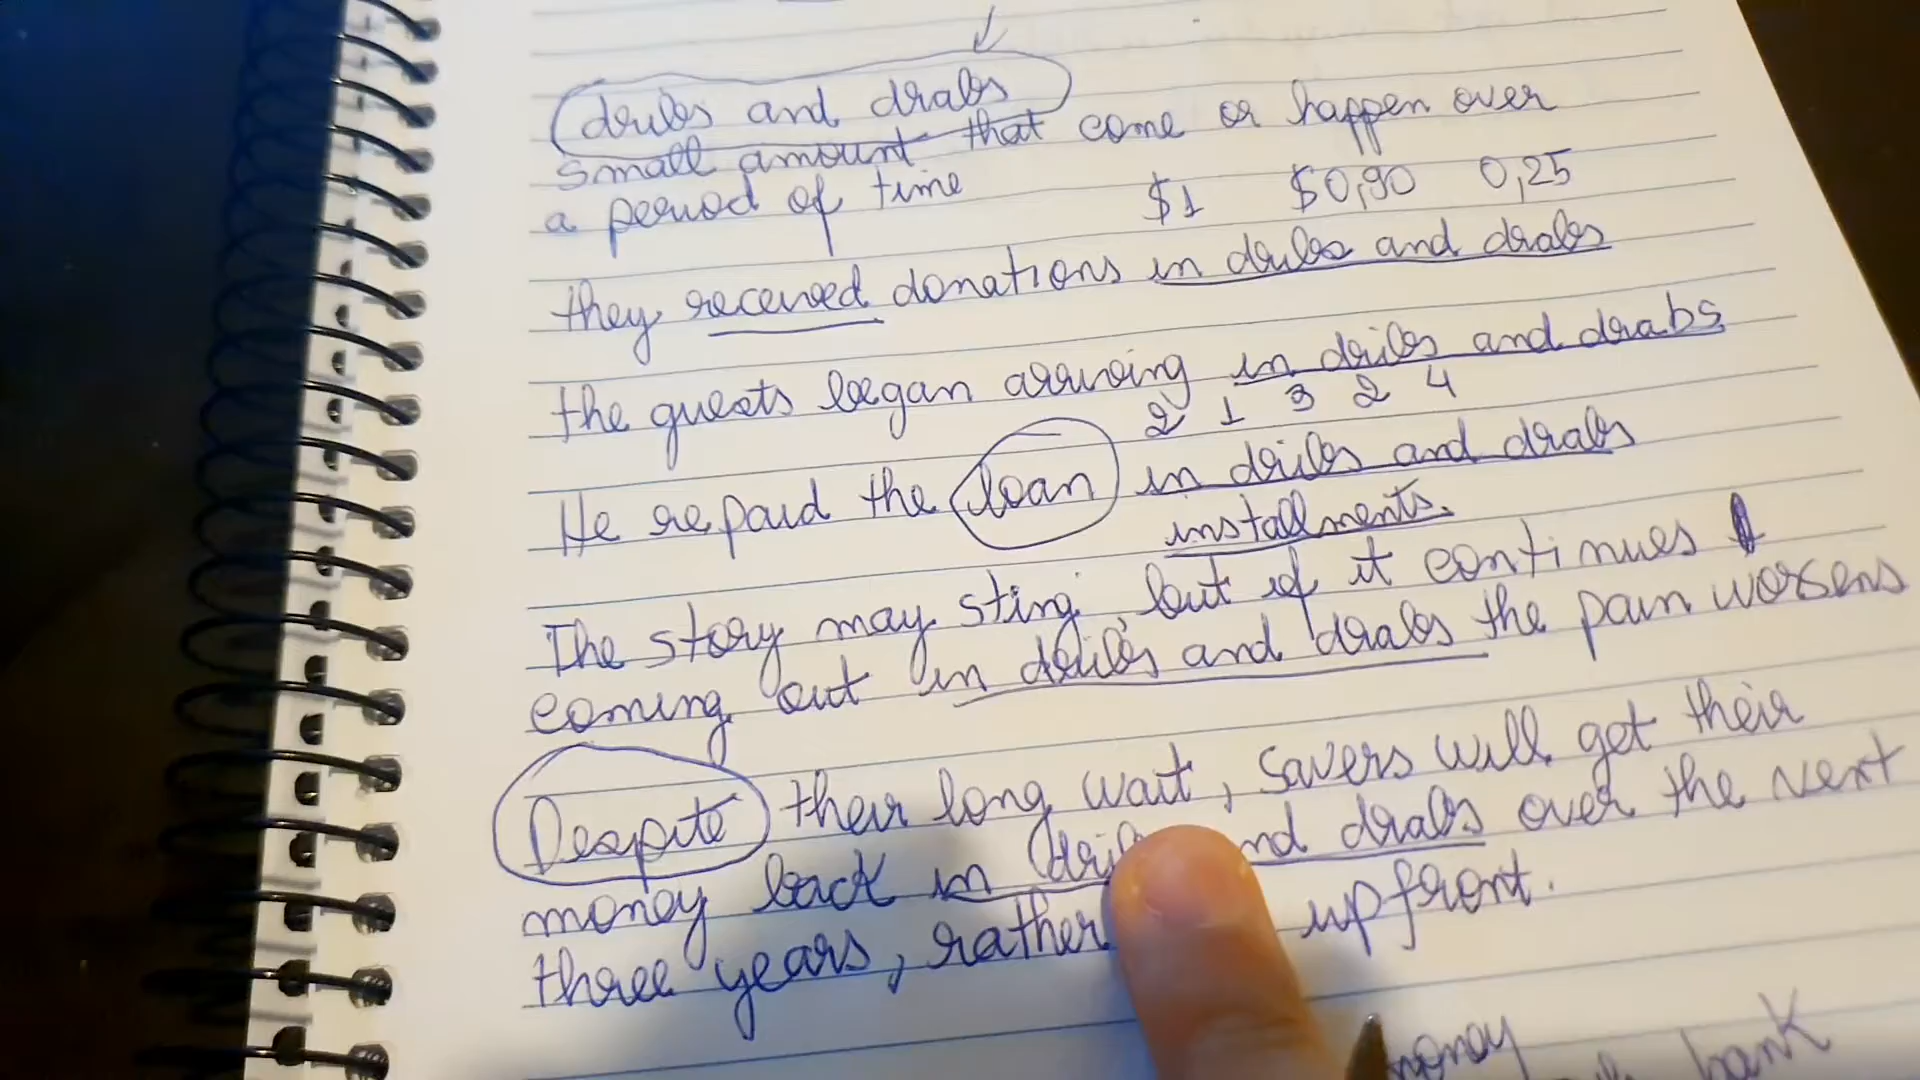 dribs and drabs
small amount that come or happen over
a period of time $1 $0,90 0,25
they received donations in dribs and drabs
the guests began arriving in dribs and drabs
2 1 3 2 4
He repaid the loan in dribs and drabs
installments.
The story may sting, but if it continues
coming out in dribs and drabs the pain worsens
Despite their long wait, savers will get their
money back in drabs over the next
three years, rather upfront.
money
bank